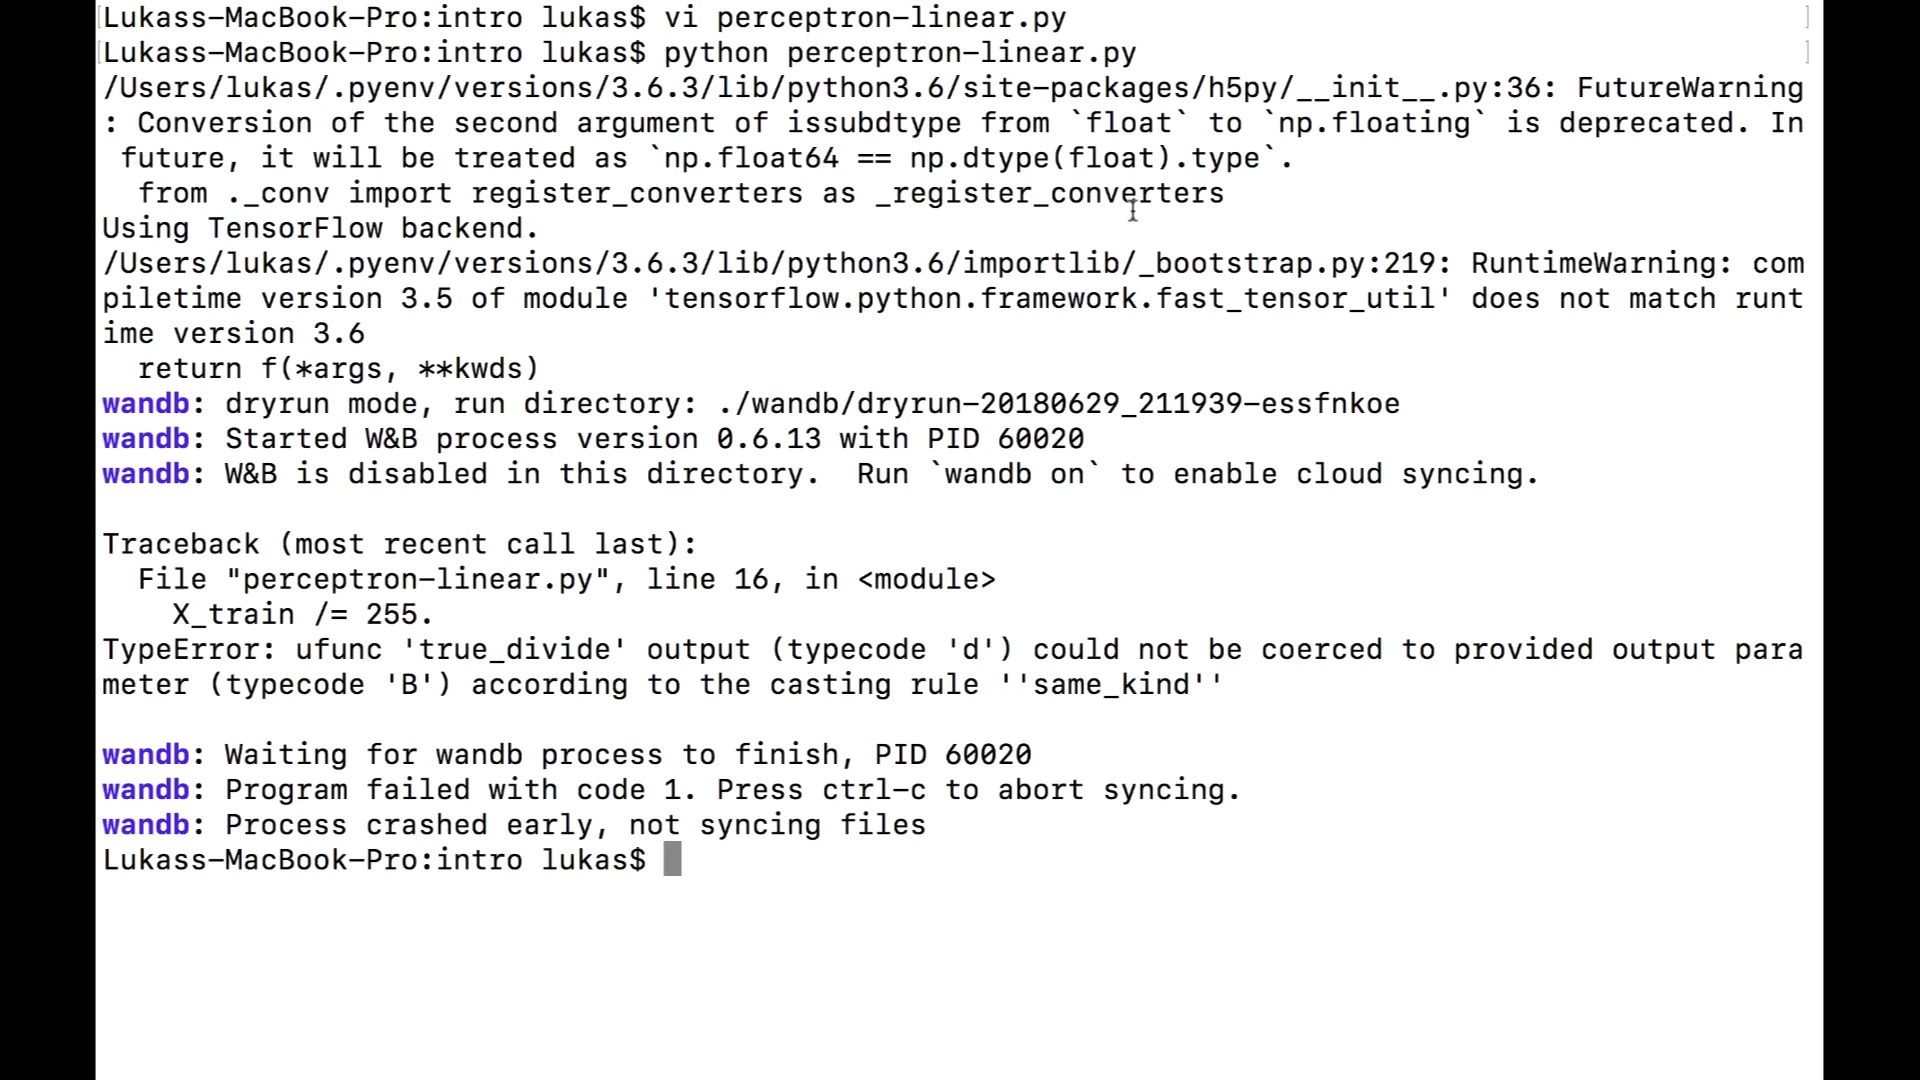 Lukass-MacBook-Pro:intro lukas$ vi perceptron-linear.py
Lukass-MacBook-Pro:intro lukas$ python perceptron-linear.py
/Users/lukas/.pyenv/versions/3.6.3/lib/python3.6/site-packages/h5py/__init__.py:36: FutureWarning
: Conversion of the second argument of issubdtype from `float` to `np.floating` is deprecated. In
 future, it will be treated as `np.float64 == np.dtype(float).type`.
  from ._conv import register_converters as _register_converters
Using TensorFlow backend.
/Users/lukas/.pyenv/versions/3.6.3/lib/python3.6/importlib/_bootstrap.py:219: RuntimeWarning: com
piletime version 3.5 of module 'tensorflow.python.framework.fast_tensor_util' does not match runt
ime version 3.6
  return f(*args, **kwds)
wandb: dryrun mode, run directory: ./wandb/dryrun-20180629_211939-essfnkoe
wandb: Started W&B process version 0.6.13 with PID 60020
wandb: W&B is disabled in this directory.  Run `wandb on` to enable cloud syncing.

Traceback (most recent call last):
  File "perceptron-linear.py", line 16, in <module>
    X_train /= 255.
TypeError: ufunc 'true_divide' output (typecode 'd') could not be coerced to provided output para
meter (typecode 'B') according to the casting rule ''same_kind''

wandb: Waiting for wandb process to finish, PID 60020
wandb: Program failed with code 1. Press ctrl-c to abort syncing.
wandb: Process crashed early, not syncing files
Lukass-MacBook-Pro:intro lukas$